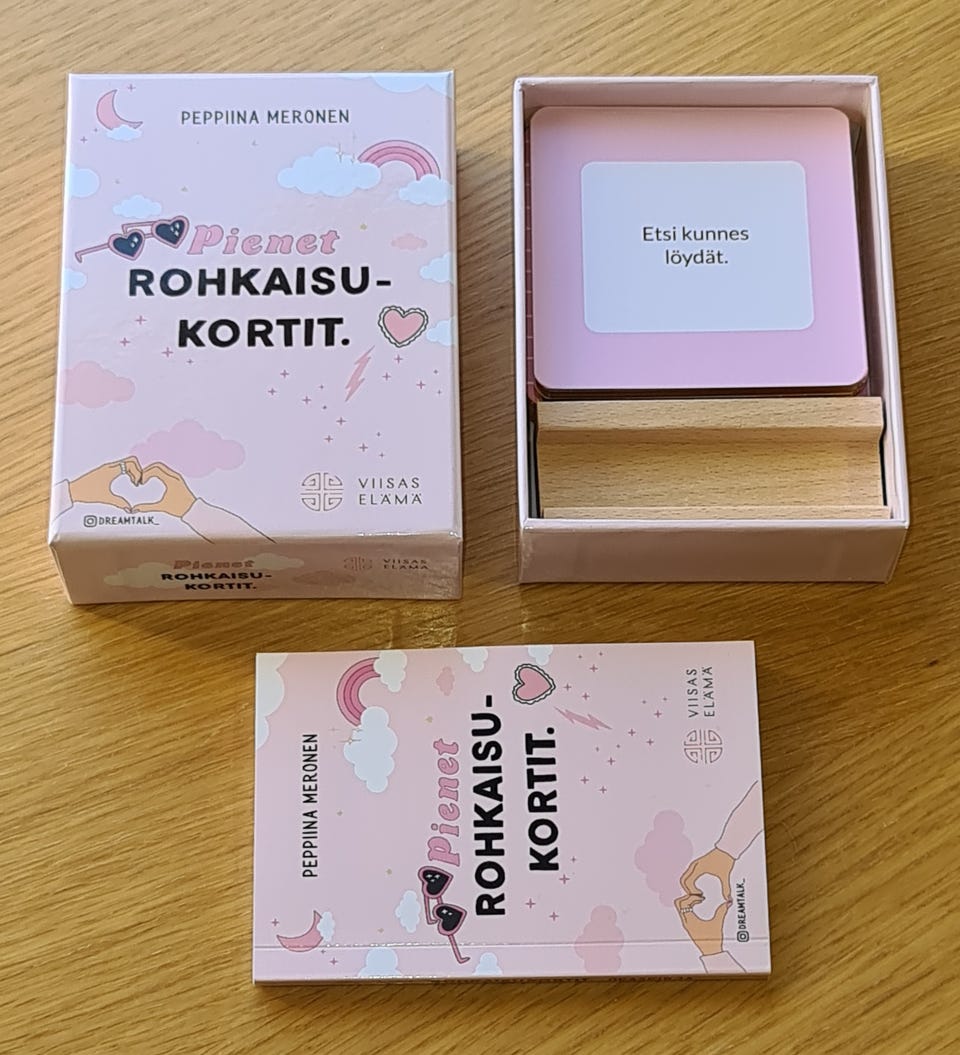 PEPPIINA MERONEN
Pienet
ROHKAISU-
KORTIT.
VIISAS
ELÄMÄ
DREAMTALK_
Pienet
ROHKAISU-
KORTIT.
VIISAS
ELÄMÄ
Etsi kunnes
löydät.
PEPPIINA MERONEN
Pienet
ROHKAISU-
KORTIT.
VIISAS
ELÄMÄ
DREAMTALK_